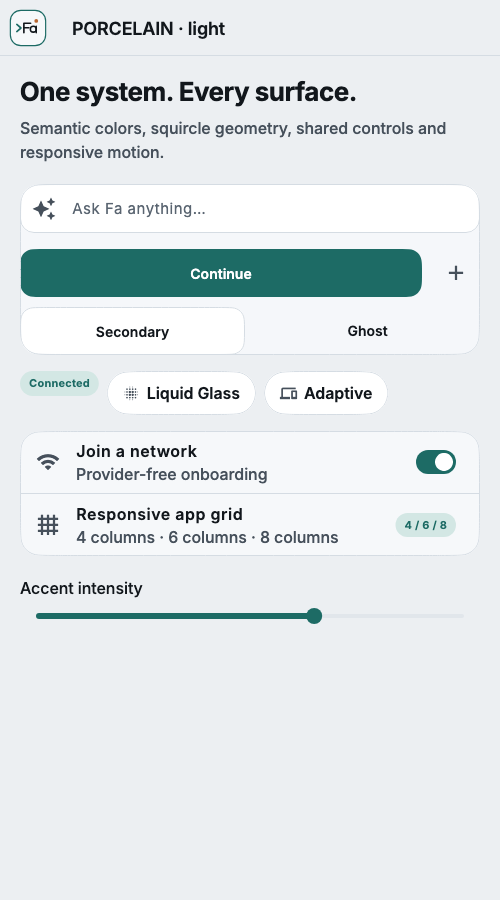 >Fa
PORCELAIN · light
One system. Every surface.
Semantic colors, squircle geometry, shared controls and
responsive motion.
Ask Fa anything...
Continue
Secondary
Ghost
Connected
Liquid Glass
Adaptive
Join a network
Provider-free onboarding
Responsive app grid
4 columns · 6 columns · 8 columns
4 / 6 / 8
Accent intensity